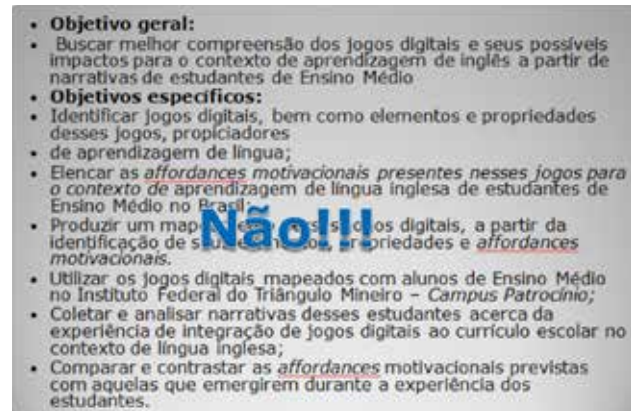 • Objetivo geral:
• Buscar melhor compreensão dos jogos digitais e seus possíveis
impactos para o contexto de aprendizagem de inglês a partir de
narrativas de estudantes de Ensino Médio
• Objetivos específicos:
• Identificar jogos digitais, bem como elementos e propriedades
desses jogos, propiciadores
• de aprendizagem de língua;
• Elencar as affordances motivacionais presentes nesses jogos para
o contexto de aprendizagem de língua inglesa de estudantes de
Ensino Médio no Brasil;
Não!!!
• Produzir um digitais, a partir da
identificação de e affordances
motivacionais.
• Utilizar os jogos digitais mapeados com alunos de Ensino Médio
no Instituto Federal do Triângulo Mineiro – Campus Patrocínio;
• Coletar e analisar narrativas desses estudantes acerca da
experiência de integração de jogos digitais ao currículo escolar no
contexto de língua inglesa;
• Comparar e contrastar as affordances motivacionais previstas
com aquelas que emergirem durante a experiência dos
estudantes.